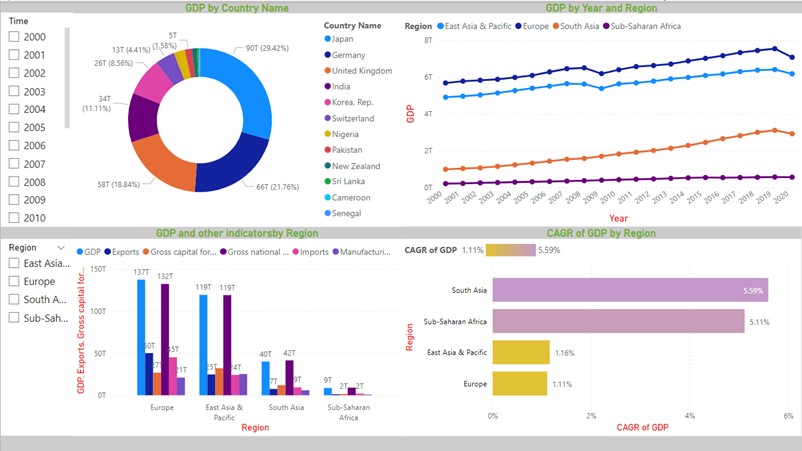 GDP by Country Name
Time
2000
2001
2002
2003
2004
2005
2006
2007
2008
2009
2010
5T
(1.58%)
13T (4.41%)
26T (8.56%)
34T
(11.11%)
58T (18.84%)
66T (21.76%)
90T (29.42%)
Country Name
Japan
Germany
United Kingdom
India
Korea, Rep.
Switzerland
Nigeria
Pakistan
New Zealand
Sri Lanka
Cameroon
Senegal
GDP by Year and Region
Region East Asia & Pacific Europe South Asia Sub-Saharan Africa
8T
6T
4T
2T
0T
GDP
2000 2001 2002 2003 2004 2005 2006 2007 2008 2009 2010 2011 2012 2013 2014 2015 2016 2017 2018 2019 2020
Year
GDP and other indicatorsby Region
Region
East Asia...
Europe
South A...
Sub-Sah...
GDP Exports Gross capital for... Gross national ... Imports Manufacturi...
150T
100T
50T
0T
GDP, Exports, Gross capital for...
137T 132T
50T 27T 45T 21T
119T 119T
25T 24T
40T 42T
7T 9T
9T 2T 2T
Europe
East Asia &
Pacific
South Asia
Sub-Saharan
Africa
Region
CAGR of GDP by Region
CAGR of GDP 1.11% 5.59%
Region
South Asia 5.59%
Sub-Saharan Africa 5.11%
East Asia & Pacific 1.16%
Europe 1.11%
0% 2% 4% 6%
CAGR of GDP